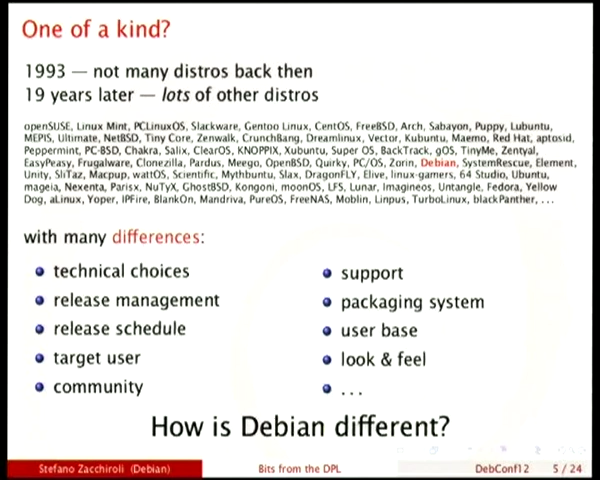 One of a kind?
1993 — not many distros back then
19 years later — lots of other distros
openSUSE, Linux Mint, PCLinuxOS, Slackware, Gentoo Linux, CentOS, FreeBSD, Arch, Sabayon, Puppy, Lubuntu,
MEPIS, Ultimate, NetBSD, Tiny Core, Zenwalk, CrunchBang, Dreamlinux, Vector, Kubuntu, Maemo, Red Hat, aptosid,
Peppermint, PC-BSD, Chakra, Salix, ClearOS, KNOPPIX, Xubuntu, Super OS, BackTrack, gOS, TinyMe, Zentyal,
EasyPeasy, Frugalware, Clonezilla, Pardus, Meego, OpenBSD, Quirky, PC/OS, Zorin, Debian, SystemRescue, Element,
Unity, SliTaz, Macpup, wattOS, Scientific, Mythbuntu, Slax, DragonFLY, Elive, linux-gamers, 64 Studio, Ubuntu,
mageia, Nexenta, Parisx, NuTyX, GhostBSD, Kongoni, moonOS, LFS, Lunar, Imagineos, Untangle, Fedora, Yellow
Dog, aLinux, Yoper, IPFire, BlankOn, Mandriva, PureOS, FreeNAS, Moblin, Linpus, TurboLinux, blackPanther, ...
with many differences:
technical choices
release management
release schedule
target user
community
support
packaging system
user base
look & feel
...
How is Debian different?
Stefano Zacchiroli (Debian) Bits from the DPL DebConf12 5 / 24